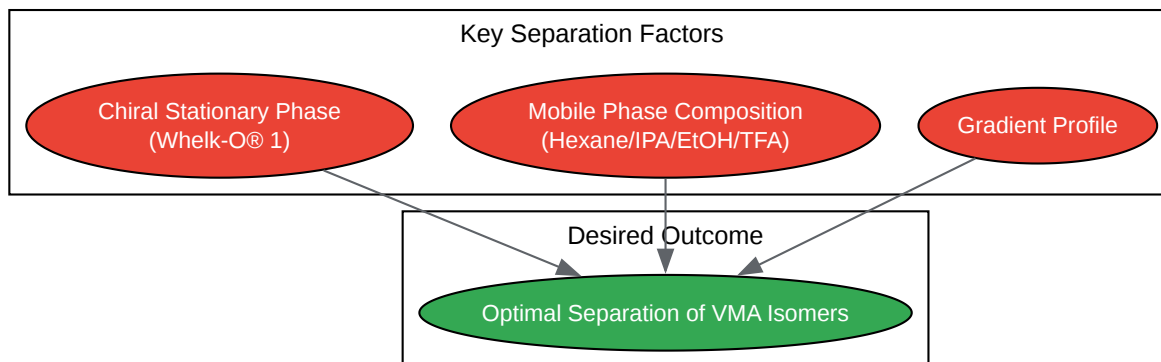 Key Separation Factors
Chiral Stationary Phase
(Whelk-O® 1)
Mobile Phase Composition
(Hexane/IPA/EtOH/TFA)
Gradient Profile
Desired Outcome
Optimal Separation of VMA Isomers